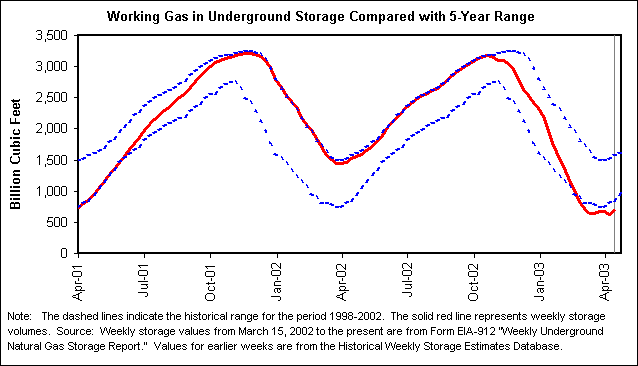 Working Gas in Underground Storage Compared with 5-Year Range
Billion Cubic Feet
3,500
3,000
2,500
2,000
1,500
1,000
500
0
Apr-01
Jul-01
Oct-01
Jan-02
Apr-02
Jul-02
Oct-02
Jan-03
Apr-03
Note: The dashed lines indicate the historical range for the period 1998-2002. The solid red line represents weekly storage
volumes. Source: Weekly storage values from March 15, 2002 to the present are from Form EIA-912 "Weekly Underground
Natural Gas Storage Report." Values for earlier weeks are from the Historical Weekly Storage Estimates Database.